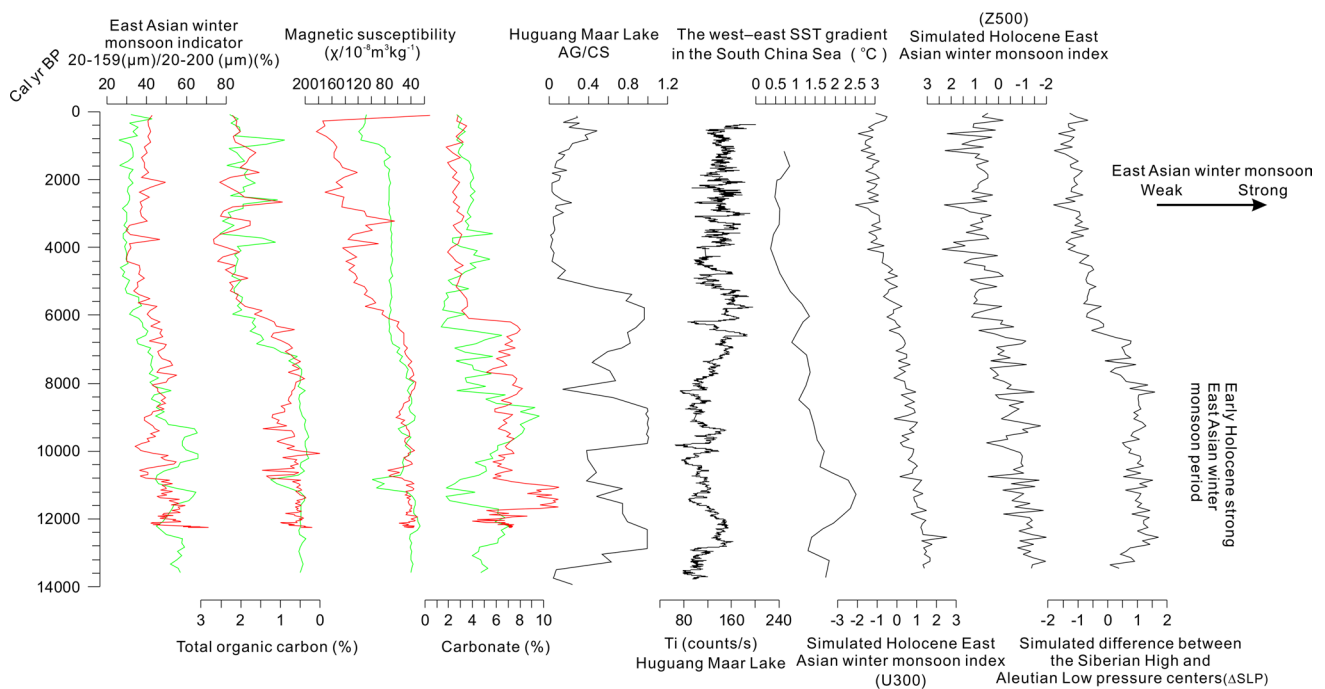 East Asian winter
monsoon indicator
20-159(μm)/20-200 (μm)(%)
Magnetic susceptibility
(χ/10⁻⁸m³kg⁻¹)
Huguang Maar Lake
AG/CS
The west–east SST gradient
in the South China Sea ( °C)
(Z500)
Simulated Holocene East
Asian winter monsoon index
Cal yr BP
20 40 60 80
200 160 120 80 40
0 0.4 0.8 1.2
0 0.5 1 1.5 2 2.5 3
3 2 1 0 -1 -2
0
2000
4000
6000
8000
10000
12000
14000
East Asian winter monsoon
Weak Strong
Early Holocene strong
East Asian winter
monsoon period
3 2 1 0
Total organic carbon (%)
0 2 4 6 8 10
Carbonate (%)
80 160 240
Ti (counts/s)
Huguang Maar Lake
-3 -2 -1 0 1 2 3
Simulated Holocene East
Asian winter monsoon index
(U300)
-2 -1 0 1 2
Simulated difference between
the Siberian High and
Aleutian Low pressure centers(ΔSLP)